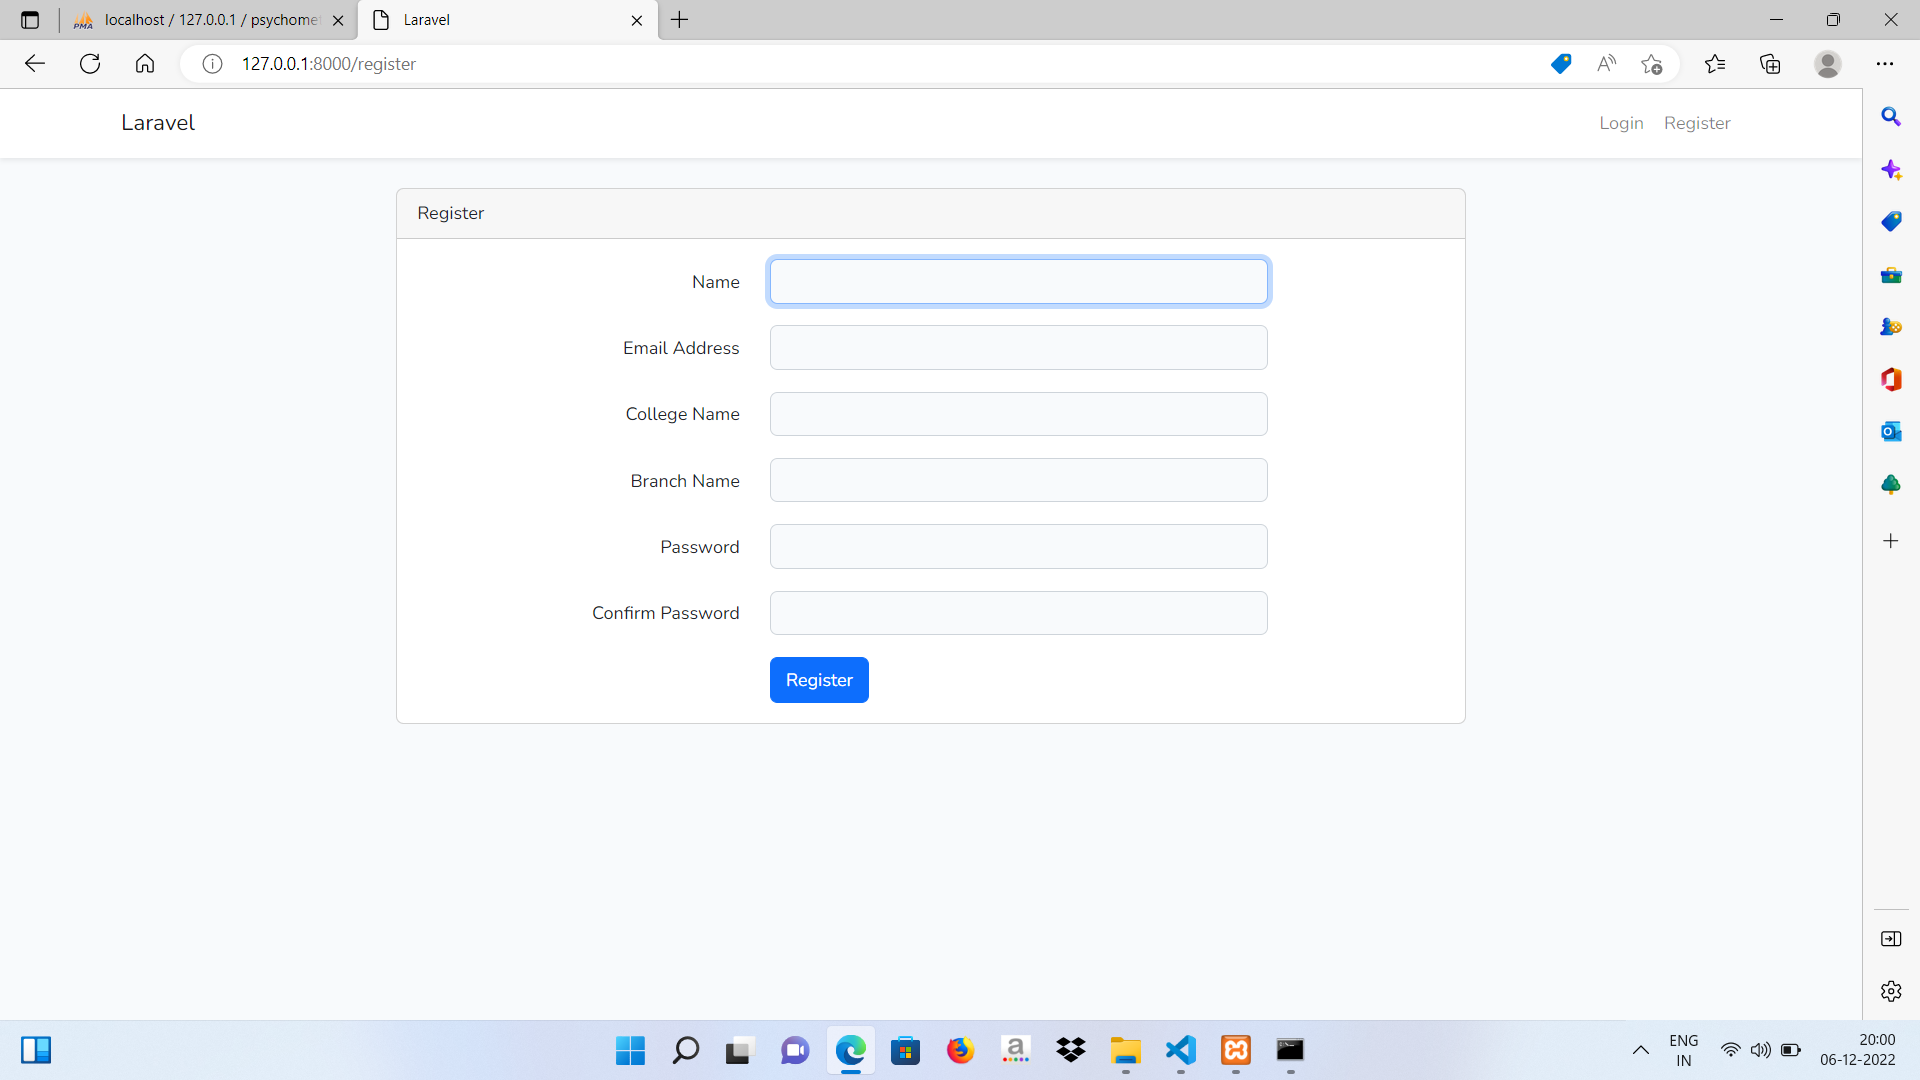 PMA localhost / 127.0.0.1 / psychome
Laravel
127.0.0.1:8000/register
Laravel
Login Register
Register
Name
Email Address
College Name
Branch Name
Password
Confirm Password
Register
ENG
IN
20:00
06-12-2022